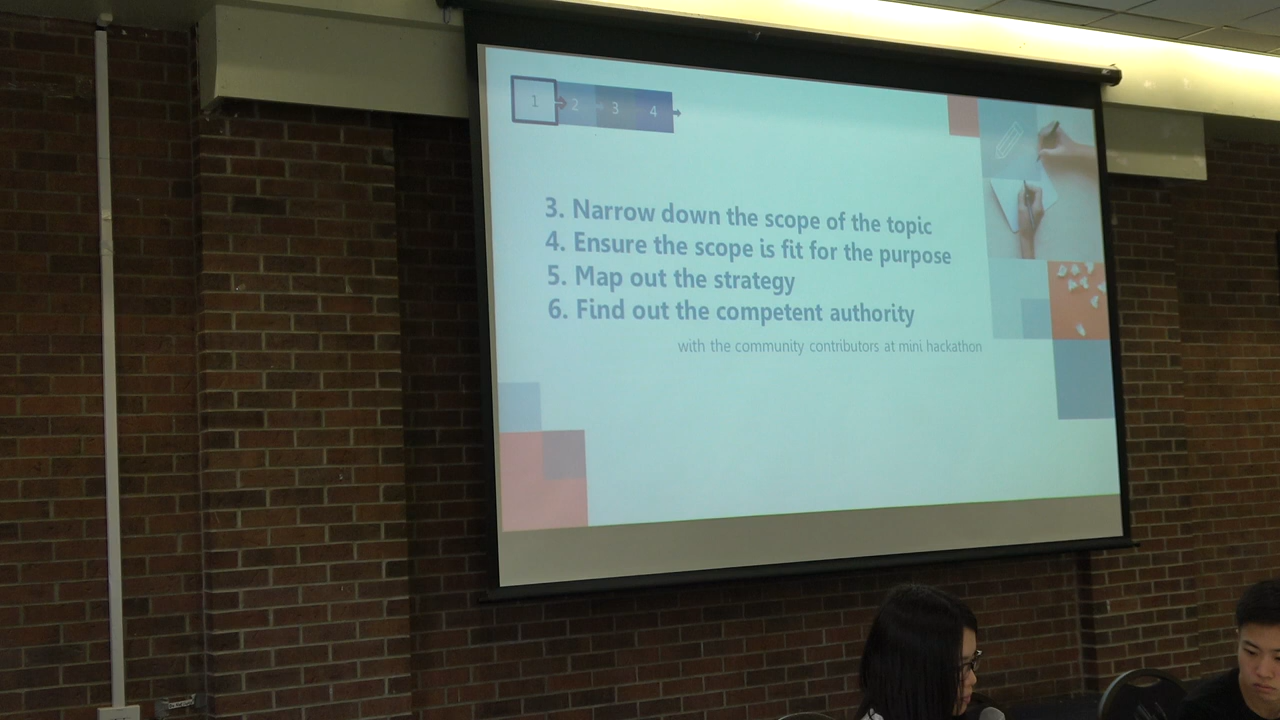 1 2 3 4
3. Narrow down the scope of the topic
4. Ensure the scope is fit for the purpose
5. Map out the strategy
6. Find out the competent authority
with the community contributors at mini hackathon